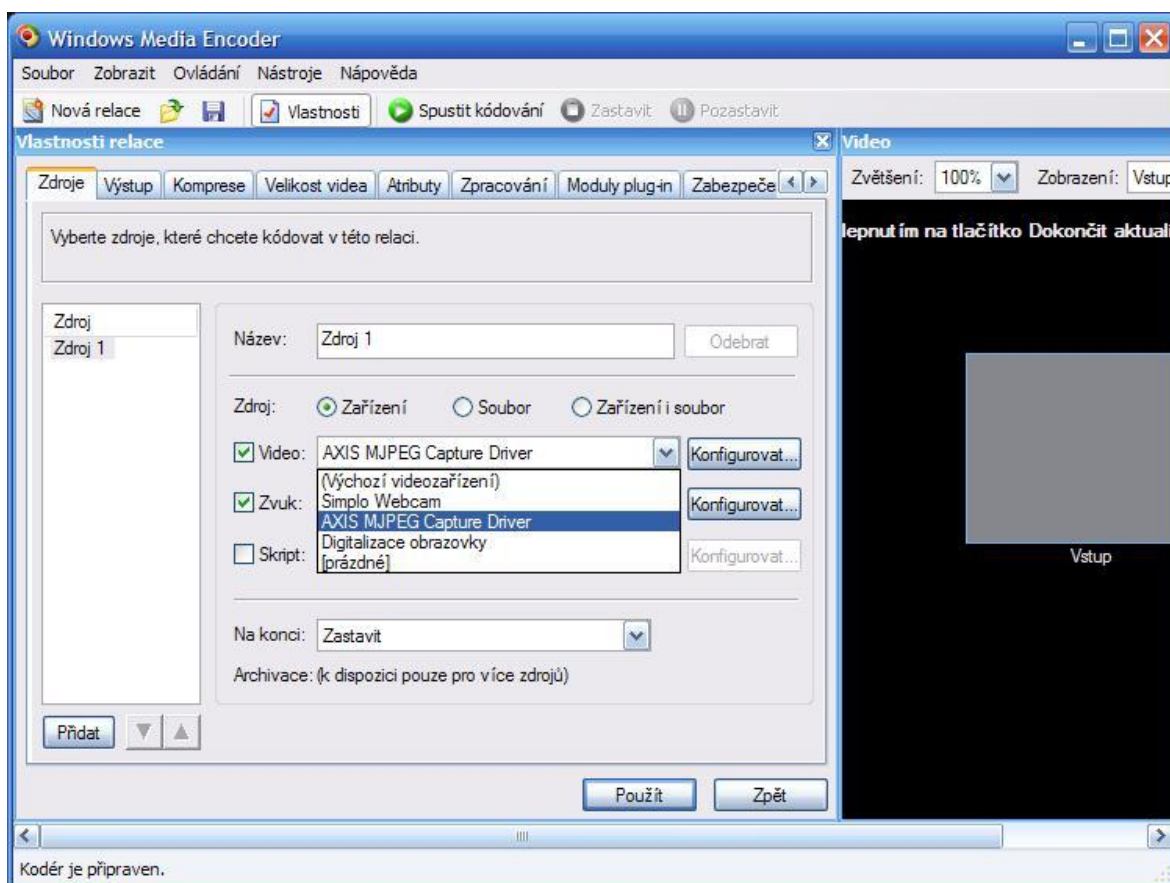 Windows Media Encoder
Soubor Zobrazit Ovládání Nástroje Nápověda
Nová relace Vlastnosti Spustit kódování Zastavit Pozastavit
Vlastnosti relace
Zdroje Výstup Komprese Velikost videa Atributy Zpracování Moduly plug-in Zabezpeče
Vyberte zdroje, které chcete kódovat v této relaci.
Zdroj
Zdroj 1
Název: Zdroj 1 Odebrat
Zdroj: Zařízení Soubor Zařízení i soubor
Video: AXIS MJPEG Capture Driver Konfigurovat...
(Výchozí videozařízení)
Zvuk: Simplo Webcam Konfigurovat...
AXIS MJPEG Capture Driver
Digitalizace obrazovky
Skript: [prázdné] Konfigurovat...
Na konci: Zastavit
Archivace: (k dispozici pouze pro více zdrojů)
Přidat
Použít Zpět
Video
Zvětšení: 100% Zobrazení: Vstup
lepnutím na tlačítko Dokončit aktuali
Vstup
Kodér je připraven.